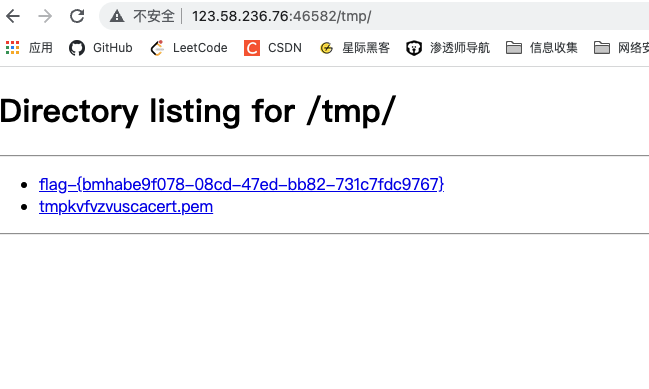 不安全 123.58.236.76:46582/tmp/
应用 GitHub LeetCode CSDN 星际黑客 渗透师导航 信息收集 网络安
Directory listing for /tmp/
flag-{bmhabe9f078-08cd-47ed-bb82-731c7fdc9767}
tmpkvfvzvuscacert.pem